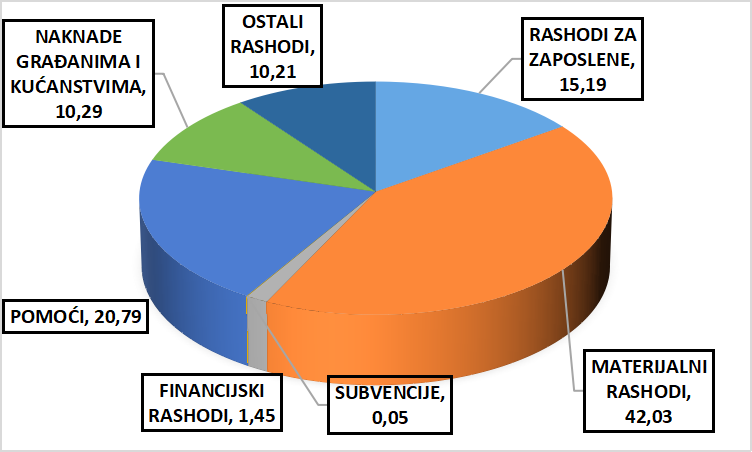 OSTALI
RASHODI,
10,21
RASHODI ZA
ZAPOSLENE,
15,19
NAKNADE
GRAĐANIMA I
KUĆANSTVIMA,
10,29
POMOĆI, 20,79
FINANCIJSKI
RASHODI, 1,45
SUBVENCIJE,
0,05
MATERIJALNI
RASHODI,
42,03